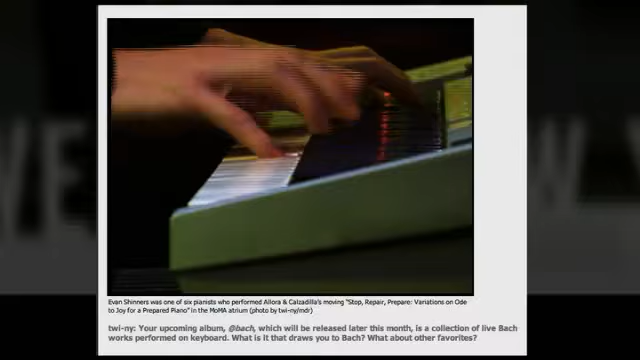 Evan Shinners was one of six pianists who performed Allora & Calzadilla's moving "Stop, Repair, Prepare: Variations on Ode
to Joy for a Prepared Piano" in the MoMA atrium (photo by twi-ny/mdr)
twi-ny: Your upcoming album, @bach, which will be released later this month, is a collection of live Bach
works performed on keyboard. What is it that draws you to Bach? What about other favorites?